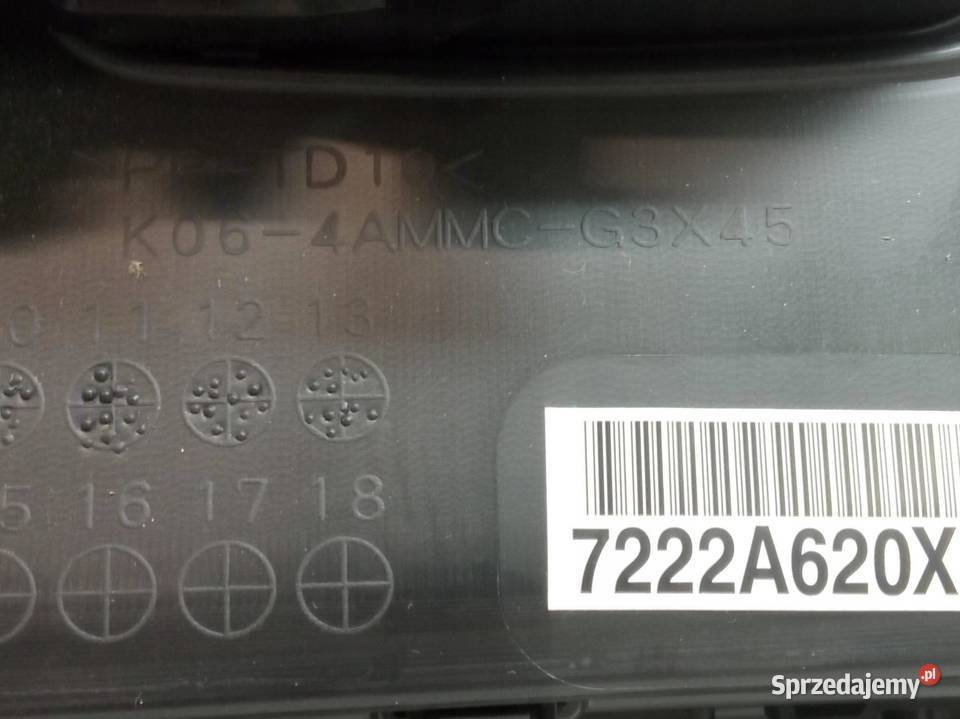 K06-4AMMC-G3X45
11 12 13
16 17 18
7222A620X
Sprzedajemy.pl